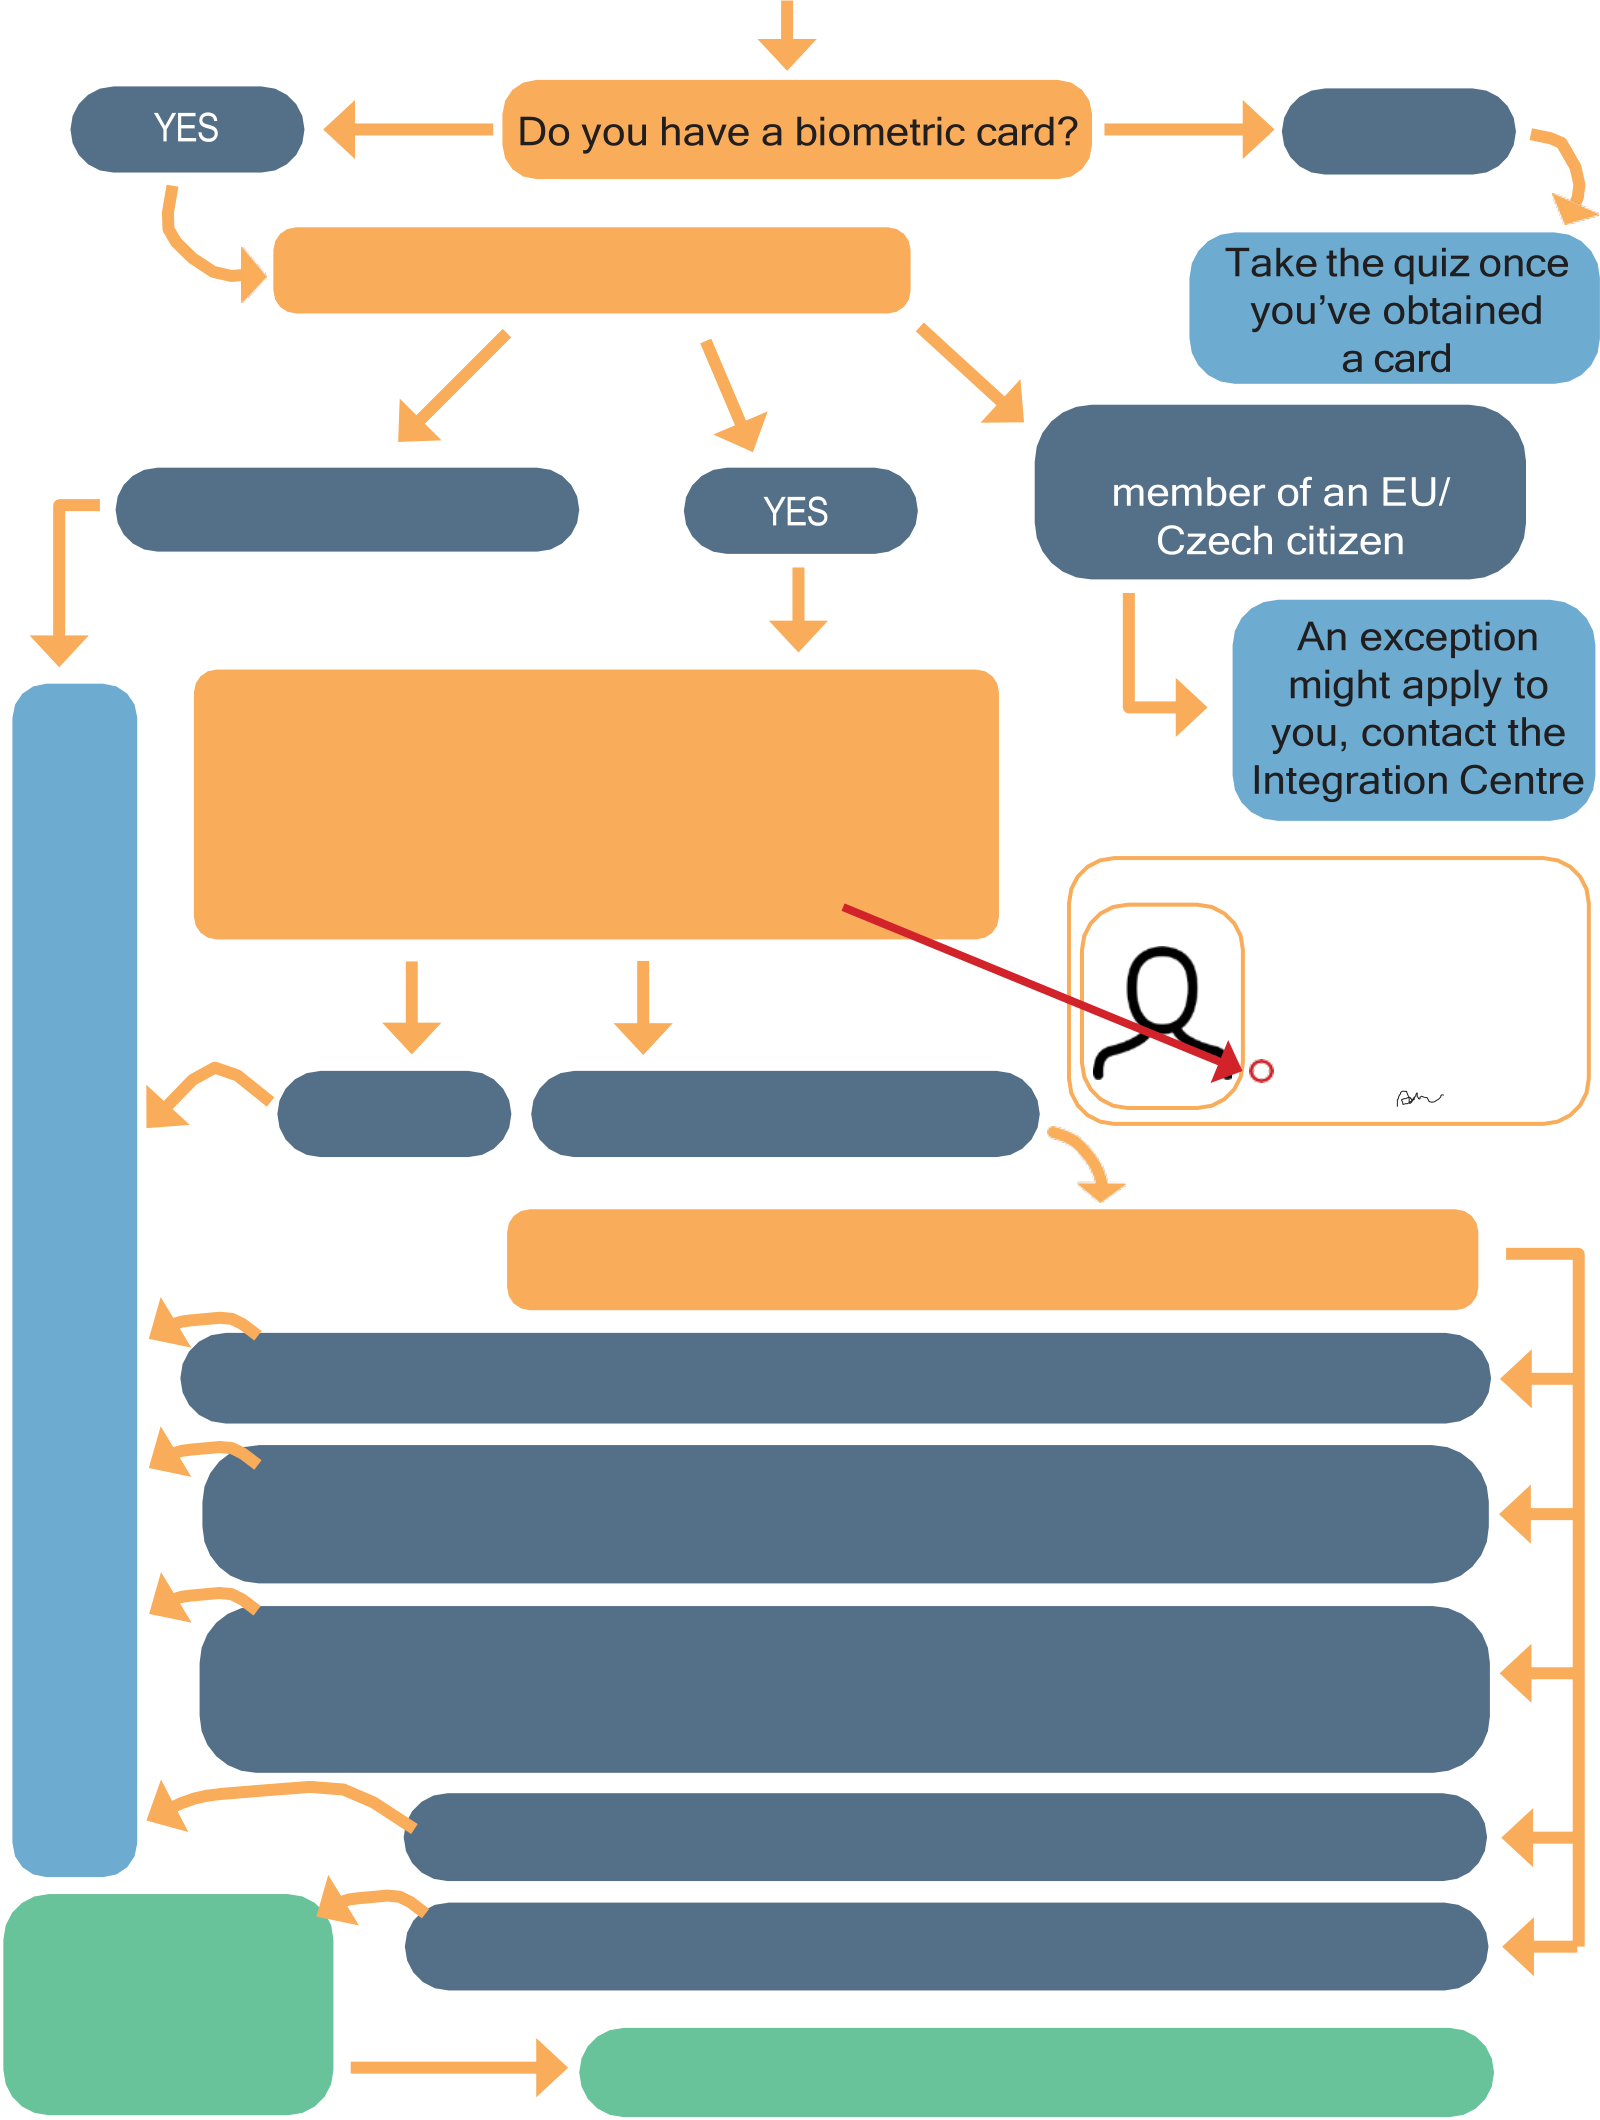 YES
Do you have a biometric card?
Take the quiz once
you’ve obtained
a card
YES
member of an EU/
Czech citizen
An exception
might apply to
you, contact the
Integration Centre